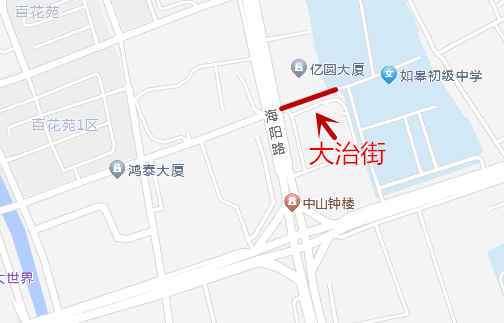 百花苑
亿圆大厦
如皋初级中学
海阳路
百花苑1区
大治街
鸿泰大厦
中山钟楼
大世界